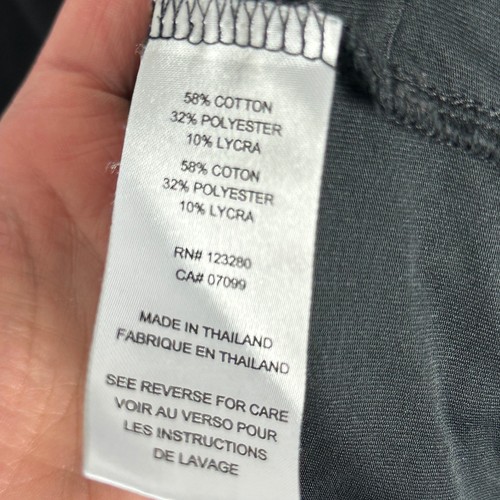 58% COTTON
32% POLYESTER
10% LYCRA
58% COTON
32% POLYESTER
10% LYCRA
RN# 123280
CA# 07099
MADE IN THAILAND
FABRIQUE EN THAILAND
SEE REVERSE FOR CARE
VOIR AU VERSO POUR
LES INSTRUCTIONS
DE LAVAGE